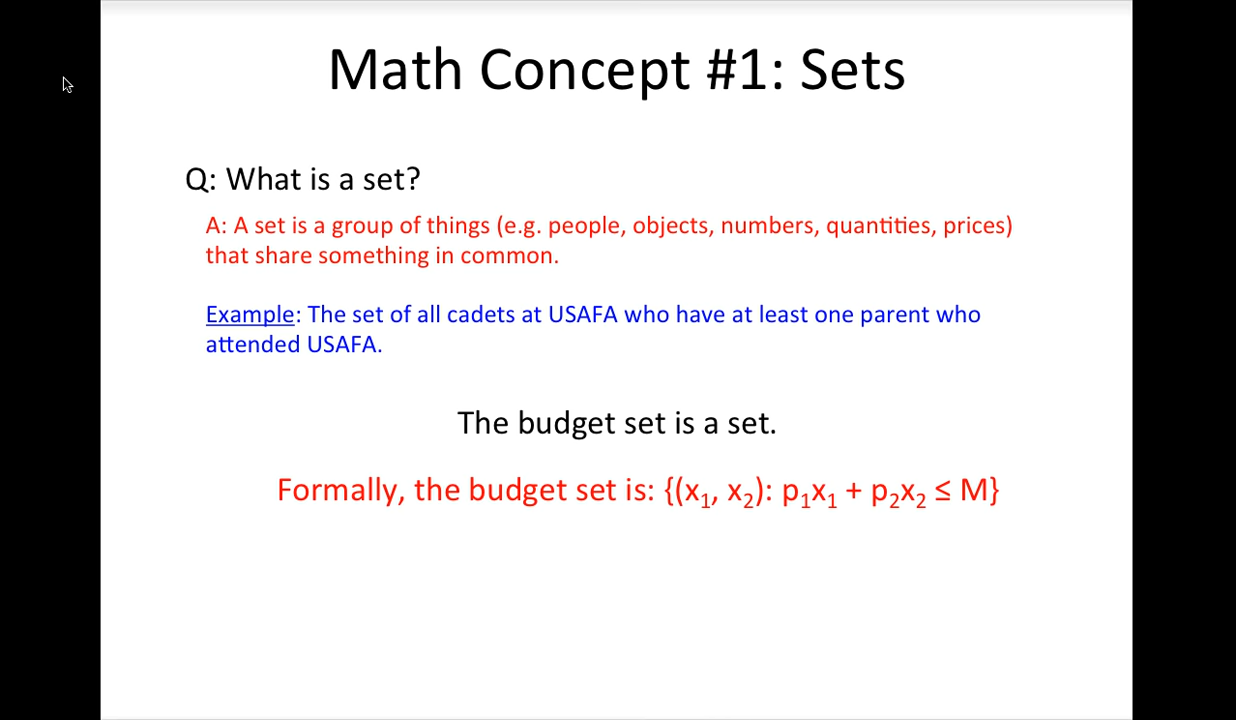 Math Concept #1: Sets
Q: What is a set?
A: A set is a group of things (e.g. people, objects, numbers, quantities, prices)
that share something in common.
Example: The set of all cadets at USAFA who have at least one parent who
attended USAFA.
The budget set is a set.
Formally, the budget set is: {(x₁, x₂): p₁x₁ + p₂x₂ ≤ M}